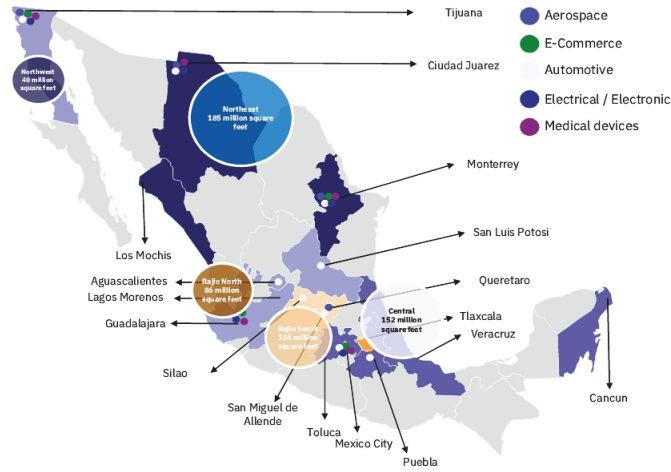 Tijuana
Aerospace
E-Commerce
Automotive
Electrical / Electronic
Medical devices
Ciudad Juarez
Northwest
40 million
square feet
Northeast
185 million square
feet
Monterrey
San Luis Potosi
Los Mochis
Aguascalientes
Lagos Morenos
Guadalajara
Bajio North
86 million
square feet
Queretaro
Central
152 million
square feet
Tlaxcala
Veracruz
Bajio South
104 million
square feet
Silao
San Miguel de
Allende
Toluca
Mexico City
Puebla
Cancun